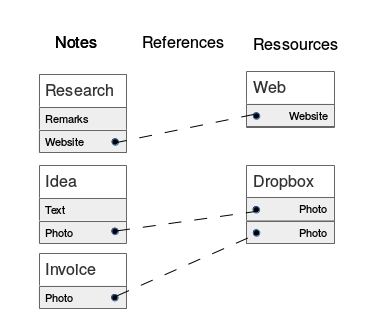 Notes References Ressources
Research
Remarks
Website
Web
Website
Idea
Text
Photo
Dropbox
Photo
Photo
Invoice
Photo